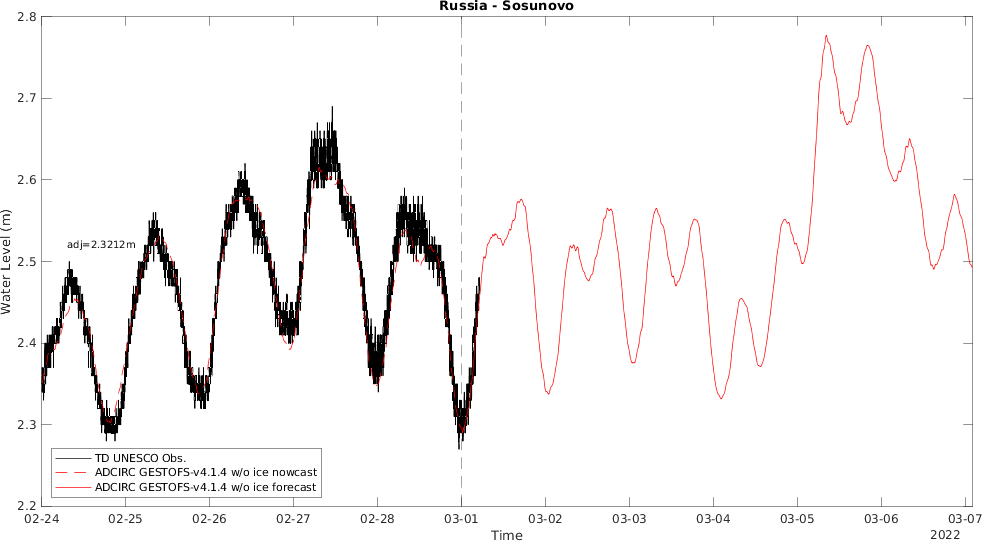 Russia - Sosunovo
2.8
2.7
2.6
2.5
2.4
2.3
2.2
Water Level (m)
adj=2.3212m
TD UNESCO Obs.
ADCIRC GESTOFS-v4.1.4 w/o ice nowcast
ADCIRC GESTOFS-v4.1.4 w/o ice forecast
02-24 02-25 02-26 02-27 02-28 03-01 03-02 03-03 03-04 03-05 03-06 03-07
Time
2022